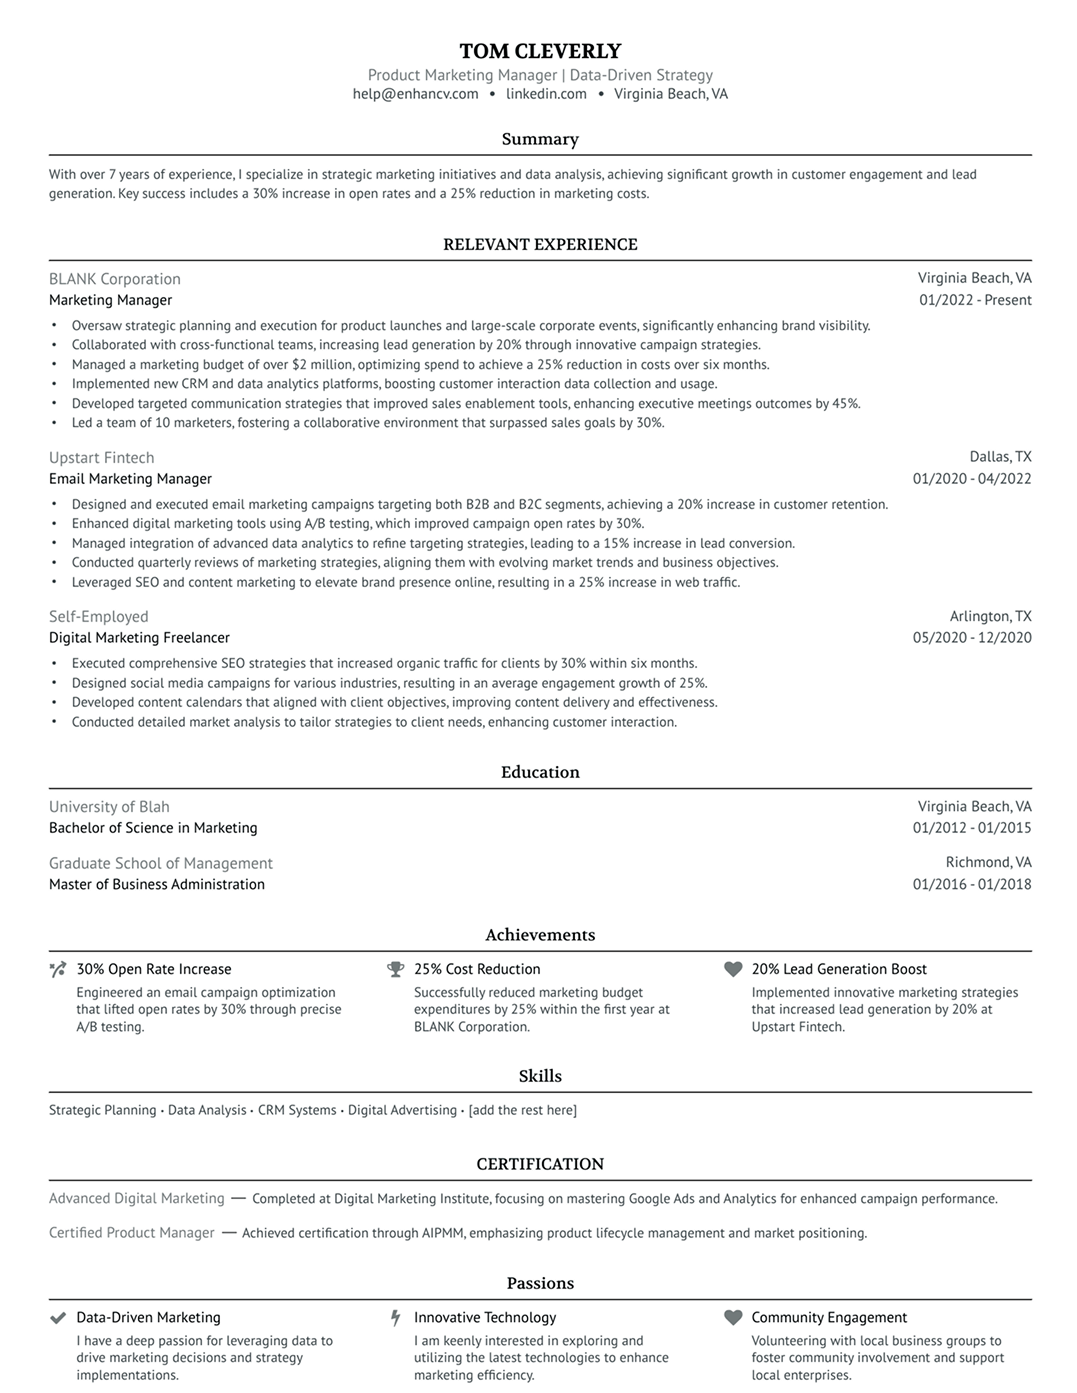 TOM CLEVERLY
Product Marketing Manager | Data-Driven Strategy
help@enhancv.com • linkedin.com • Virginia Beach, VA
Summary
With over 7 years of experience, I specialize in strategic marketing initiatives and data analysis, achieving significant growth in customer engagement and lead
generation. Key success includes a 30% increase in open rates and a 25% reduction in marketing costs.
RELEVANT EXPERIENCE
BLANK Corporation Virginia Beach, VA
Marketing Manager 01/2022 - Present
• Oversaw strategic planning and execution for product launches and large-scale corporate events, significantly enhancing brand visibility.
• Collaborated with cross-functional teams, increasing lead generation by 20% through innovative campaign strategies.
• Managed a marketing budget of over $2 million, optimizing spend to achieve a 25% reduction in costs over six months.
• Implemented new CRM and data analytics platforms, boosting customer interaction data collection and usage.
• Developed targeted communication strategies that improved sales enablement tools, enhancing executive meetings outcomes by 45%.
• Led a team of 10 marketers, fostering a collaborative environment that surpassed sales goals by 30%.
Upstart Fintech Dallas, TX
Email Marketing Manager 01/2020 - 04/2022
• Designed and executed email marketing campaigns targeting both B2B and B2C segments, achieving a 20% increase in customer retention.
• Enhanced digital marketing tools using A/B testing, which improved campaign open rates by 30%.
• Managed integration of advanced data analytics to refine targeting strategies, leading to a 15% increase in lead conversion.
• Conducted quarterly reviews of marketing strategies, aligning them with evolving market trends and business objectives.
• Leveraged SEO and content marketing to elevate brand presence online, resulting in a 25% increase in web traffic.
Self-Employed Arlington, TX
Digital Marketing Freelancer 05/2020 - 12/2020
• Executed comprehensive SEO strategies that increased organic traffic for clients by 30% within six months.
• Designed social media campaigns for various industries, resulting in an average engagement growth of 25%.
• Developed content calendars that aligned with client objectives, improving content delivery and effectiveness.
• Conducted detailed market analysis to tailor strategies to client needs, enhancing customer interaction.
Education
University of Blah Virginia Beach, VA
Bachelor of Science in Marketing 01/2012 - 01/2015
Graduate School of Management Richmond, VA
Master of Business Administration 01/2016 - 01/2018
Achievements
30% Open Rate Increase
Engineered an email campaign optimization
that lifted open rates by 30% through precise
A/B testing.
25% Cost Reduction
Successfully reduced marketing budget
expenditures by 25% within the first year at
BLANK Corporation.
20% Lead Generation Boost
Implemented innovative marketing strategies
that increased lead generation by 20% at
Upstart Fintech.
Skills
Strategic Planning · Data Analysis · CRM Systems · Digital Advertising · [add the rest here]
CERTIFICATION
Advanced Digital Marketing — Completed at Digital Marketing Institute, focusing on mastering Google Ads and Analytics for enhanced campaign performance.
Certified Product Manager — Achieved certification through AIPMM, emphasizing product lifecycle management and market positioning.
Passions
Data-Driven Marketing
I have a deep passion for leveraging data to
drive marketing decisions and strategy
implementations.
Innovative Technology
I am keenly interested in exploring and
utilizing the latest technologies to enhance
marketing efficiency.
Community Engagement
Volunteering with local business groups to
foster community involvement and support
local enterprises.